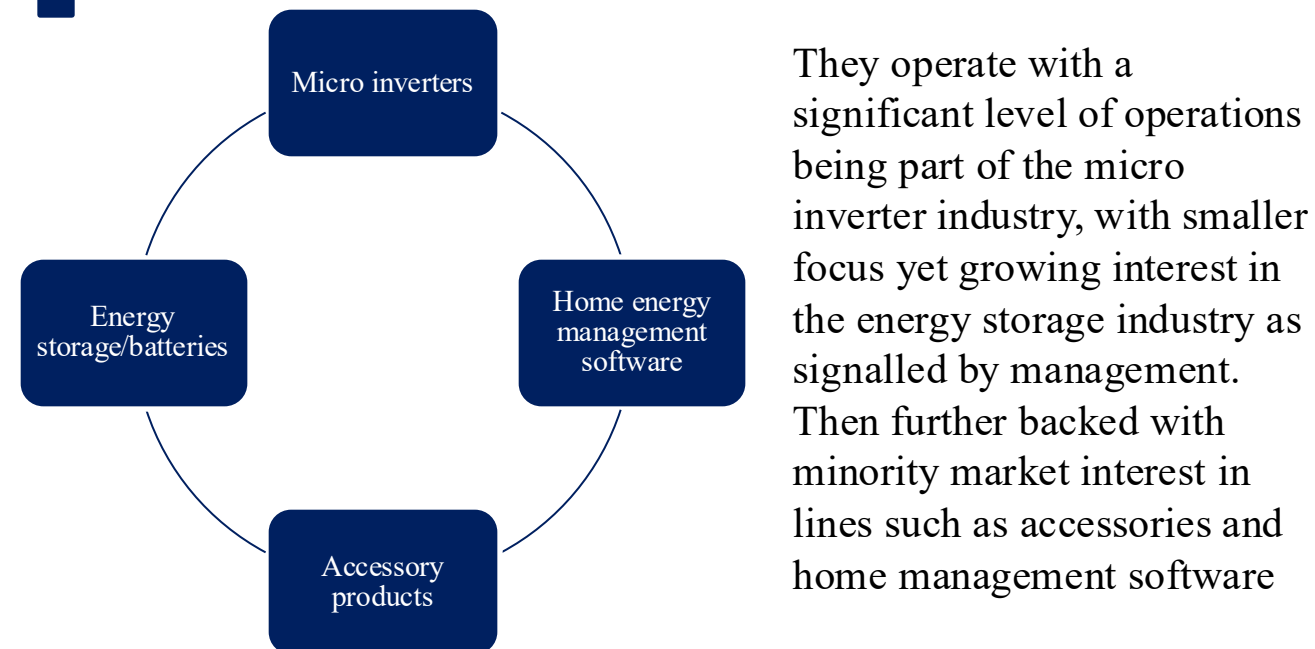 Micro inverters
Home energy
management
software
Accessory
products
Energy
storage/batteries
They operate with a
significant level of operations
being part of the micro
inverter industry, with smaller
focus yet growing interest in
the energy storage industry as
signalled by management.
Then further backed with
minority market interest in
lines such as accessories and
home management software